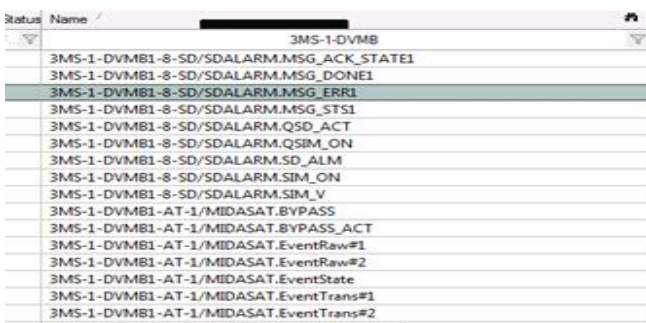 Status Name
3MS-1-DVMB
3MS-1-DVMB1-8-SD/SDALARM.MSG_ACK_STATE1
3MS-1-DVMB1-8-SD/SDALARM.MSG_DONE1
3MS-1-DVMB1-8-SD/SDALARM.MSG_ERR1
3MS-1-DVMB1-8-SD/SDALARM.MSG_STS1
3MS-1-DVMB1-8-SD/SDALARM.QSD_ACT
3MS-1-DVMB1-8-SD/SDALARM.QSIM_ON
3MS-1-DVMB1-8-SD/SDALARM.SD_ALM
3MS-1-DVMB1-8-SD/SDALARM.SIM_ON
3MS-1-DVMB1-8-SD/SDALARM.SIM_V
3MS-1-DVMB1-AT-1/MIDASAT.BYPASS
3MS-1-DVMB1-AT-1/MIDASAT.BYPASS_ACT
3MS-1-DVMB1-AT-1/MIDASAT.EventRaw#1
3MS-1-DVMB1-AT-1/MIDASAT.EventRaw#2
3MS-1-DVMB1-AT-1/MIDASAT.EventState
3MS-1-DVMB1-AT-1/MIDASAT.EventTrans#1
3MS-1-DVMB1-AT-1/MIDASAT.EventTrans#2